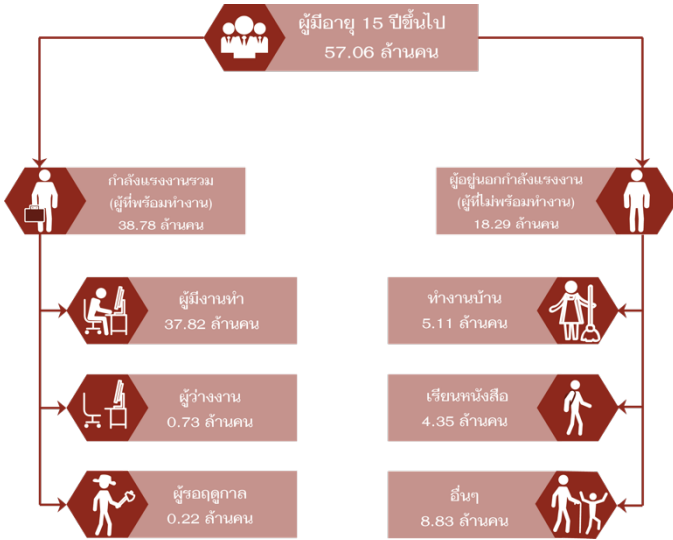 ผู้มีอายุ 15 ปีขึ้นไป
57.06 ล้านคน
กำลังแรงงานรวม
(ผู้ที่พร้อมทำงาน)
38.78 ล้านคน
ผู้อยู่นอกกำลังแรงงาน
(ผู้ที่ไม่พร้อมทำงาน)
18.29 ล้านคน
ผู้มีงานทำ
37.82 ล้านคน
ทำงานบ้าน
5.11 ล้านคน
ผู้ว่างงาน
0.73 ล้านคน
เรียนหนังสือ
4.35 ล้านคน
ผู้รอฤดูกาล
0.22 ล้านคน
อื่นๆ
8.83 ล้านคน